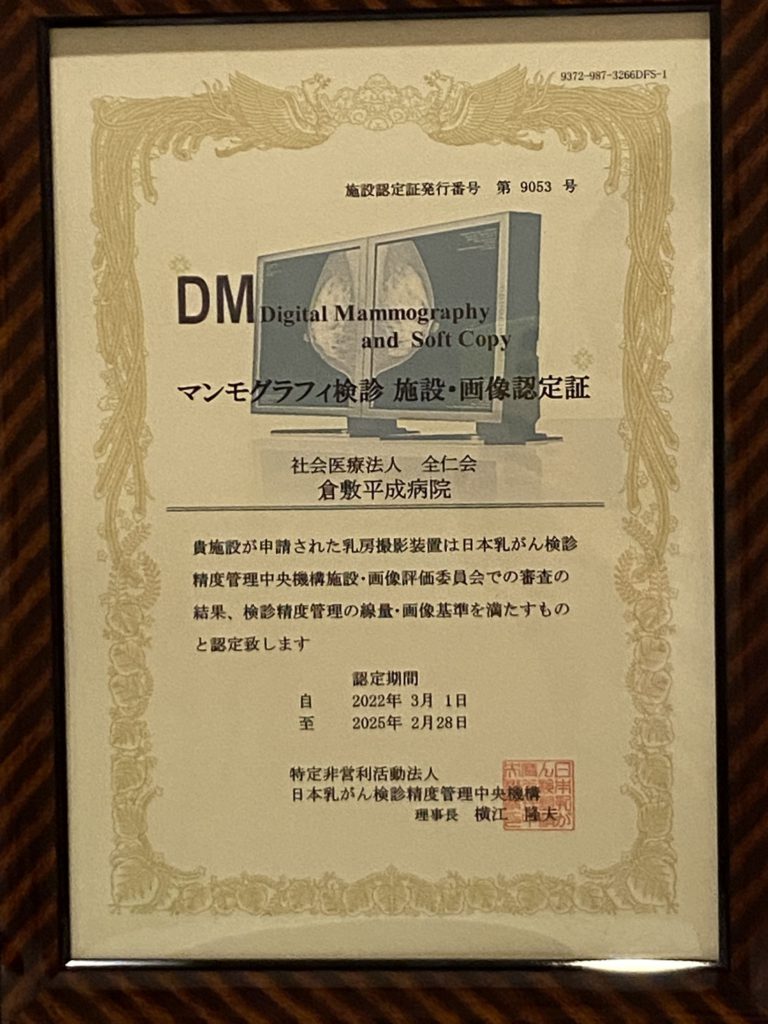 9372-987-3266DFS-1
施設認定証発行番号 第 9053 号
DM Digital Mammography
and Soft Copy
マンモグラフィ検診 施設・画像認定証
社会医療法人 全仁会
倉敷平成病院
貴施設が申請された乳房撮影装置は日本乳がん検診
精度管理中央機構施設・画像評価委員会での審査の
結果、検診精度管理の線量・画像基準を満たすもの
と認定致します
認定期間
自 2022年 3月 1日
至 2025年 2月28日
特定非営利活動法人
日本乳がん検診精度管理中央機構
理事長 横江 隆夫